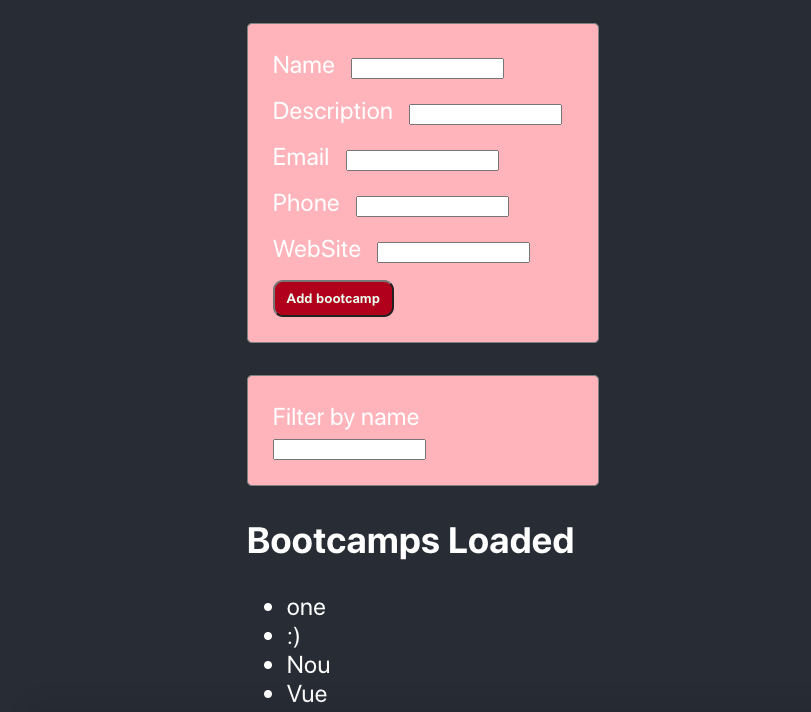 Name
Description
Email
Phone
WebSite
Add bootcamp
Filter by name
Bootcamps Loaded
one
:)
Nou
Vue